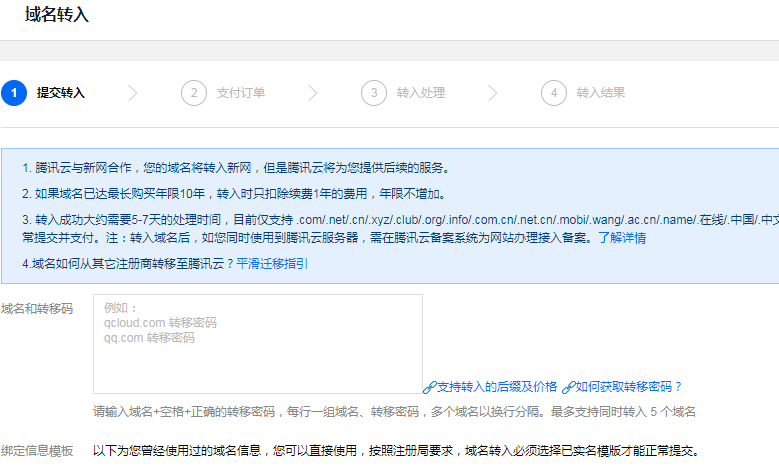 域名转入
1 提交转入 2 支付订单 3 转入处理 4 转入结果
1. 腾讯云与新网合作，您的域名将转入新网，但是腾讯云将为您提供后续的服务。
2. 如果域名已达最长购买年限10年，转入时只扣除续费1年的费用，年限不增加。
3. 转入成功大约需要5-7天的处理时间，目前仅支持 .com/.net/.cn/.xyz/.club/.org/.info/.com.cn/.net.cn/.mobi/.wang/.ac.cn/.name/.在线/.中国/.中文
常提交并支付。注：转入域名后，如您同时使用到腾讯云服务器，需在腾讯云备案系统为网站办理接入备案。了解详情
4.域名如何从其它注册商转移至腾讯云？平滑迁移指引
域名和转移码
例如：
qcloud.com 转移密码
qq.com 转移密码
支持转入的后缀及价格 如何获取转移密码？
请输入域名+空格+正确的转移密码，每行一组域名、转移密码，多个域名以换行分隔。最多支持同时转入 5 个域名
绑定信息模板 以下为您曾经使用过的域名信息，您可以直接使用，按照注册局要求，域名转入必须选择已实名模版才能正常提交。